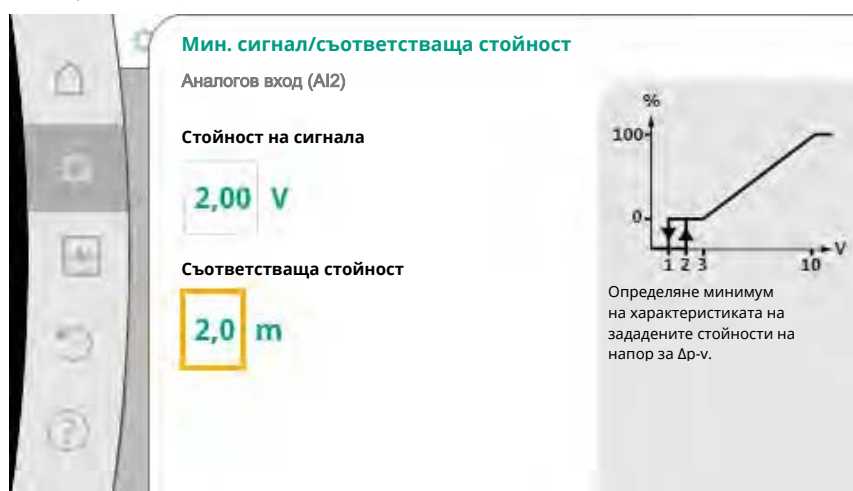 Мин. сигнал/съответстваща стойност
Аналогов вход (AI2)
Стойност на сигнала
2,00 V
Съответстваща стойност
2,0 m
%
100
0
1 2 3 10 V
Определяне минимум
на характеристиката на
зададените стойности на
напор за Δp-v.
?